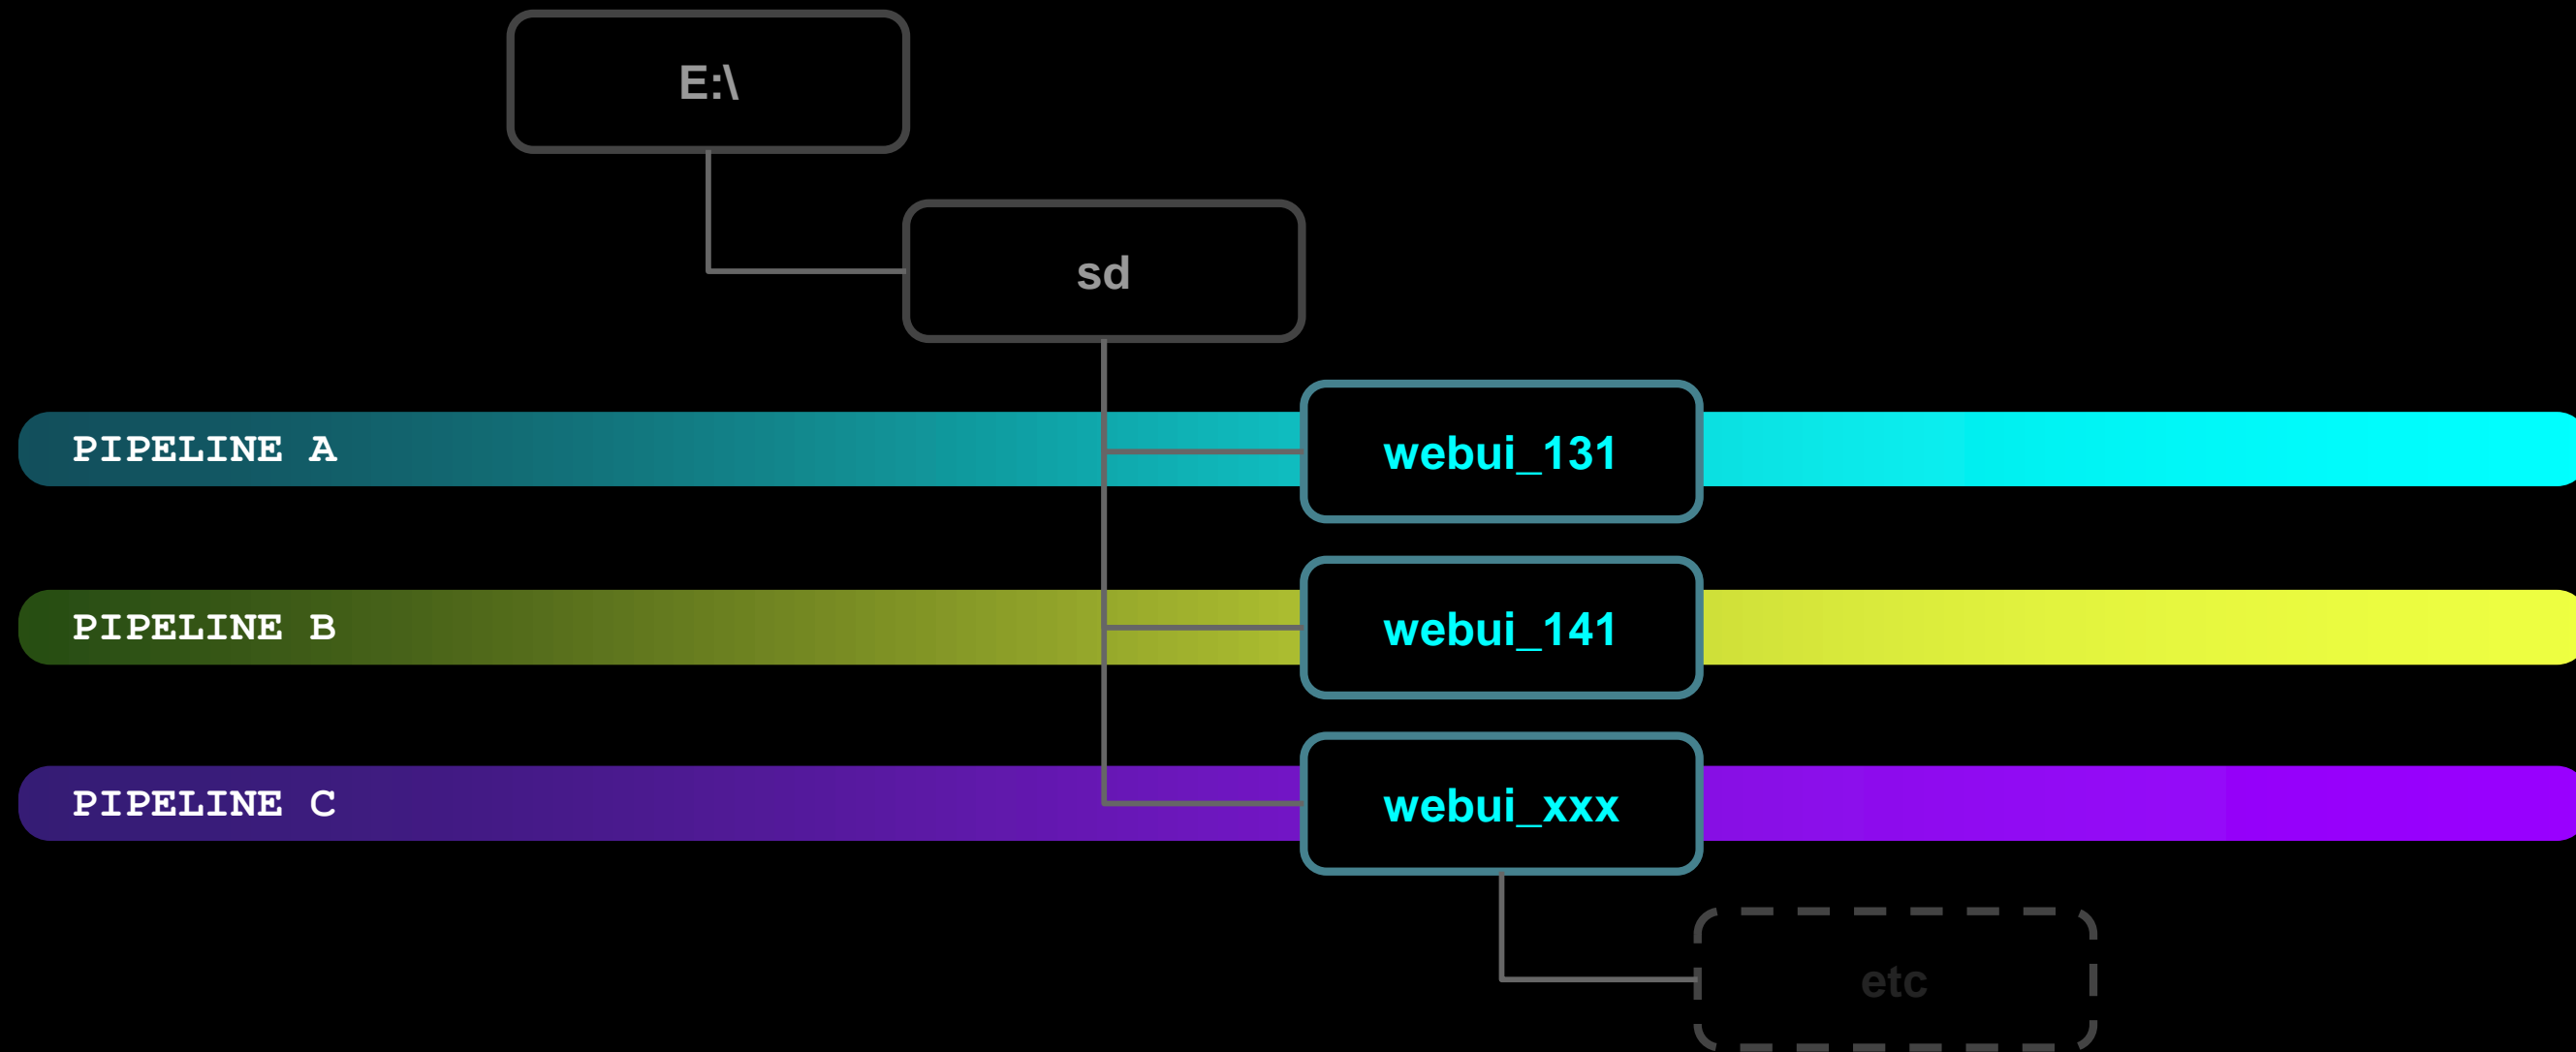 E:\
sd
PIPELINE A
webui_131
PIPELINE B
webui_141
PIPELINE C
webui_xxx
etc